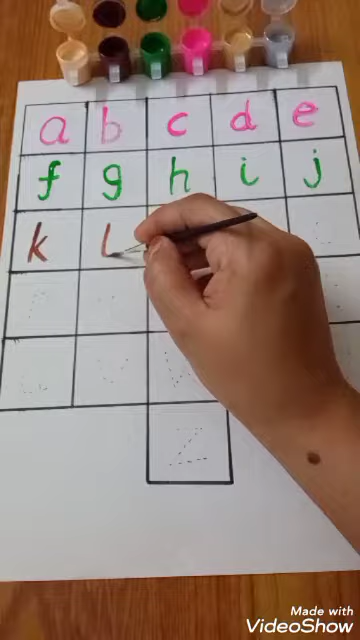 a b c d e
f g h i j
k l
z
Made with
VideoShow